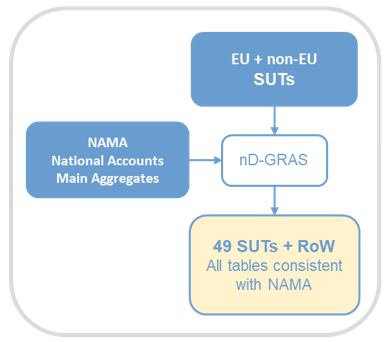 EU + non-EU
SUTs
NAMA
National Accounts
Main Aggregates
nD-GRAS
49 SUTs + RoW
All tables consistent
with NAMA